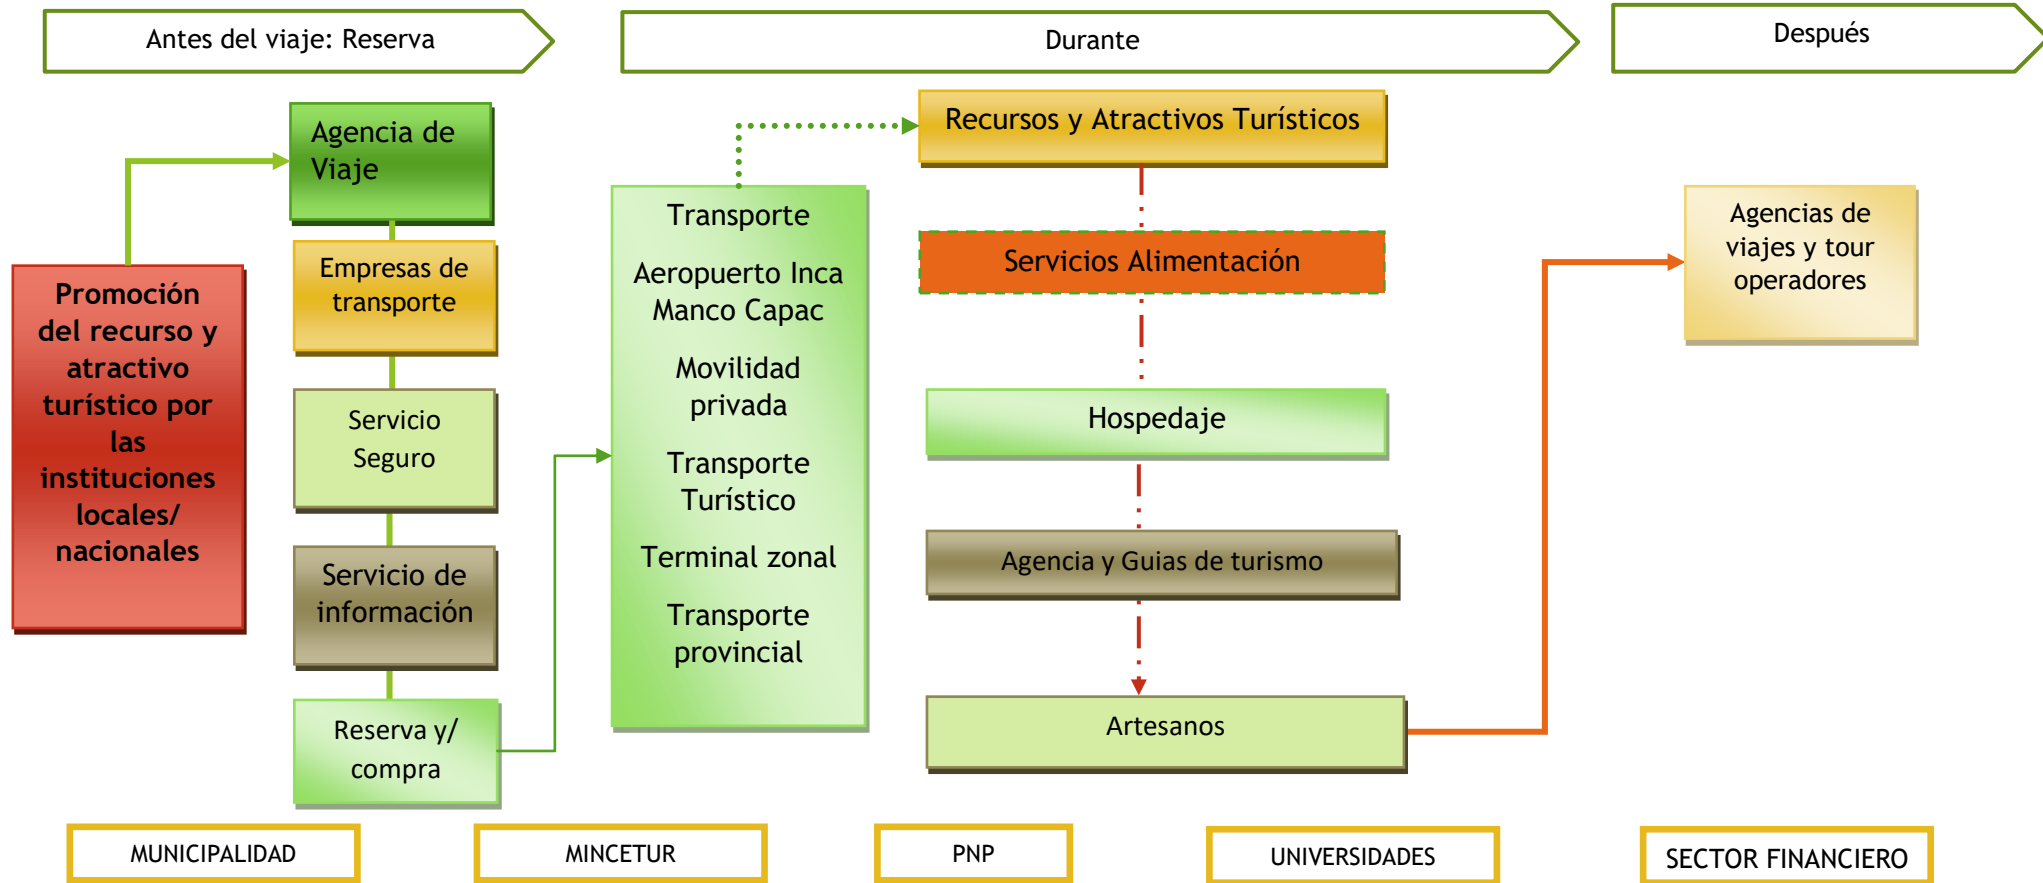 Antes del viaje: Reserva
Durante
Después
Promoción
del recurso y
atractivo
turístico por
las
instituciones
locales/
nacionales
Agencia de
Viaje
Empresas de
transporte
Servicio
Seguro
Servicio de
información
Reserva y/
compra
Transporte
Aeropuerto Inca
Manco Capac
Movilidad
privada
Transporte
Turístico
Terminal zonal
Transporte
provincial
Recursos y Atractivos Turísticos
Servicios Alimentación
Hospedaje
Agencia y Guias de turismo
Artesanos
Agencias de
viajes y tour
operadores
MUNICIPALIDAD
MINCETUR
PNP
UNIVERSIDADES
SECTOR FINANCIERO